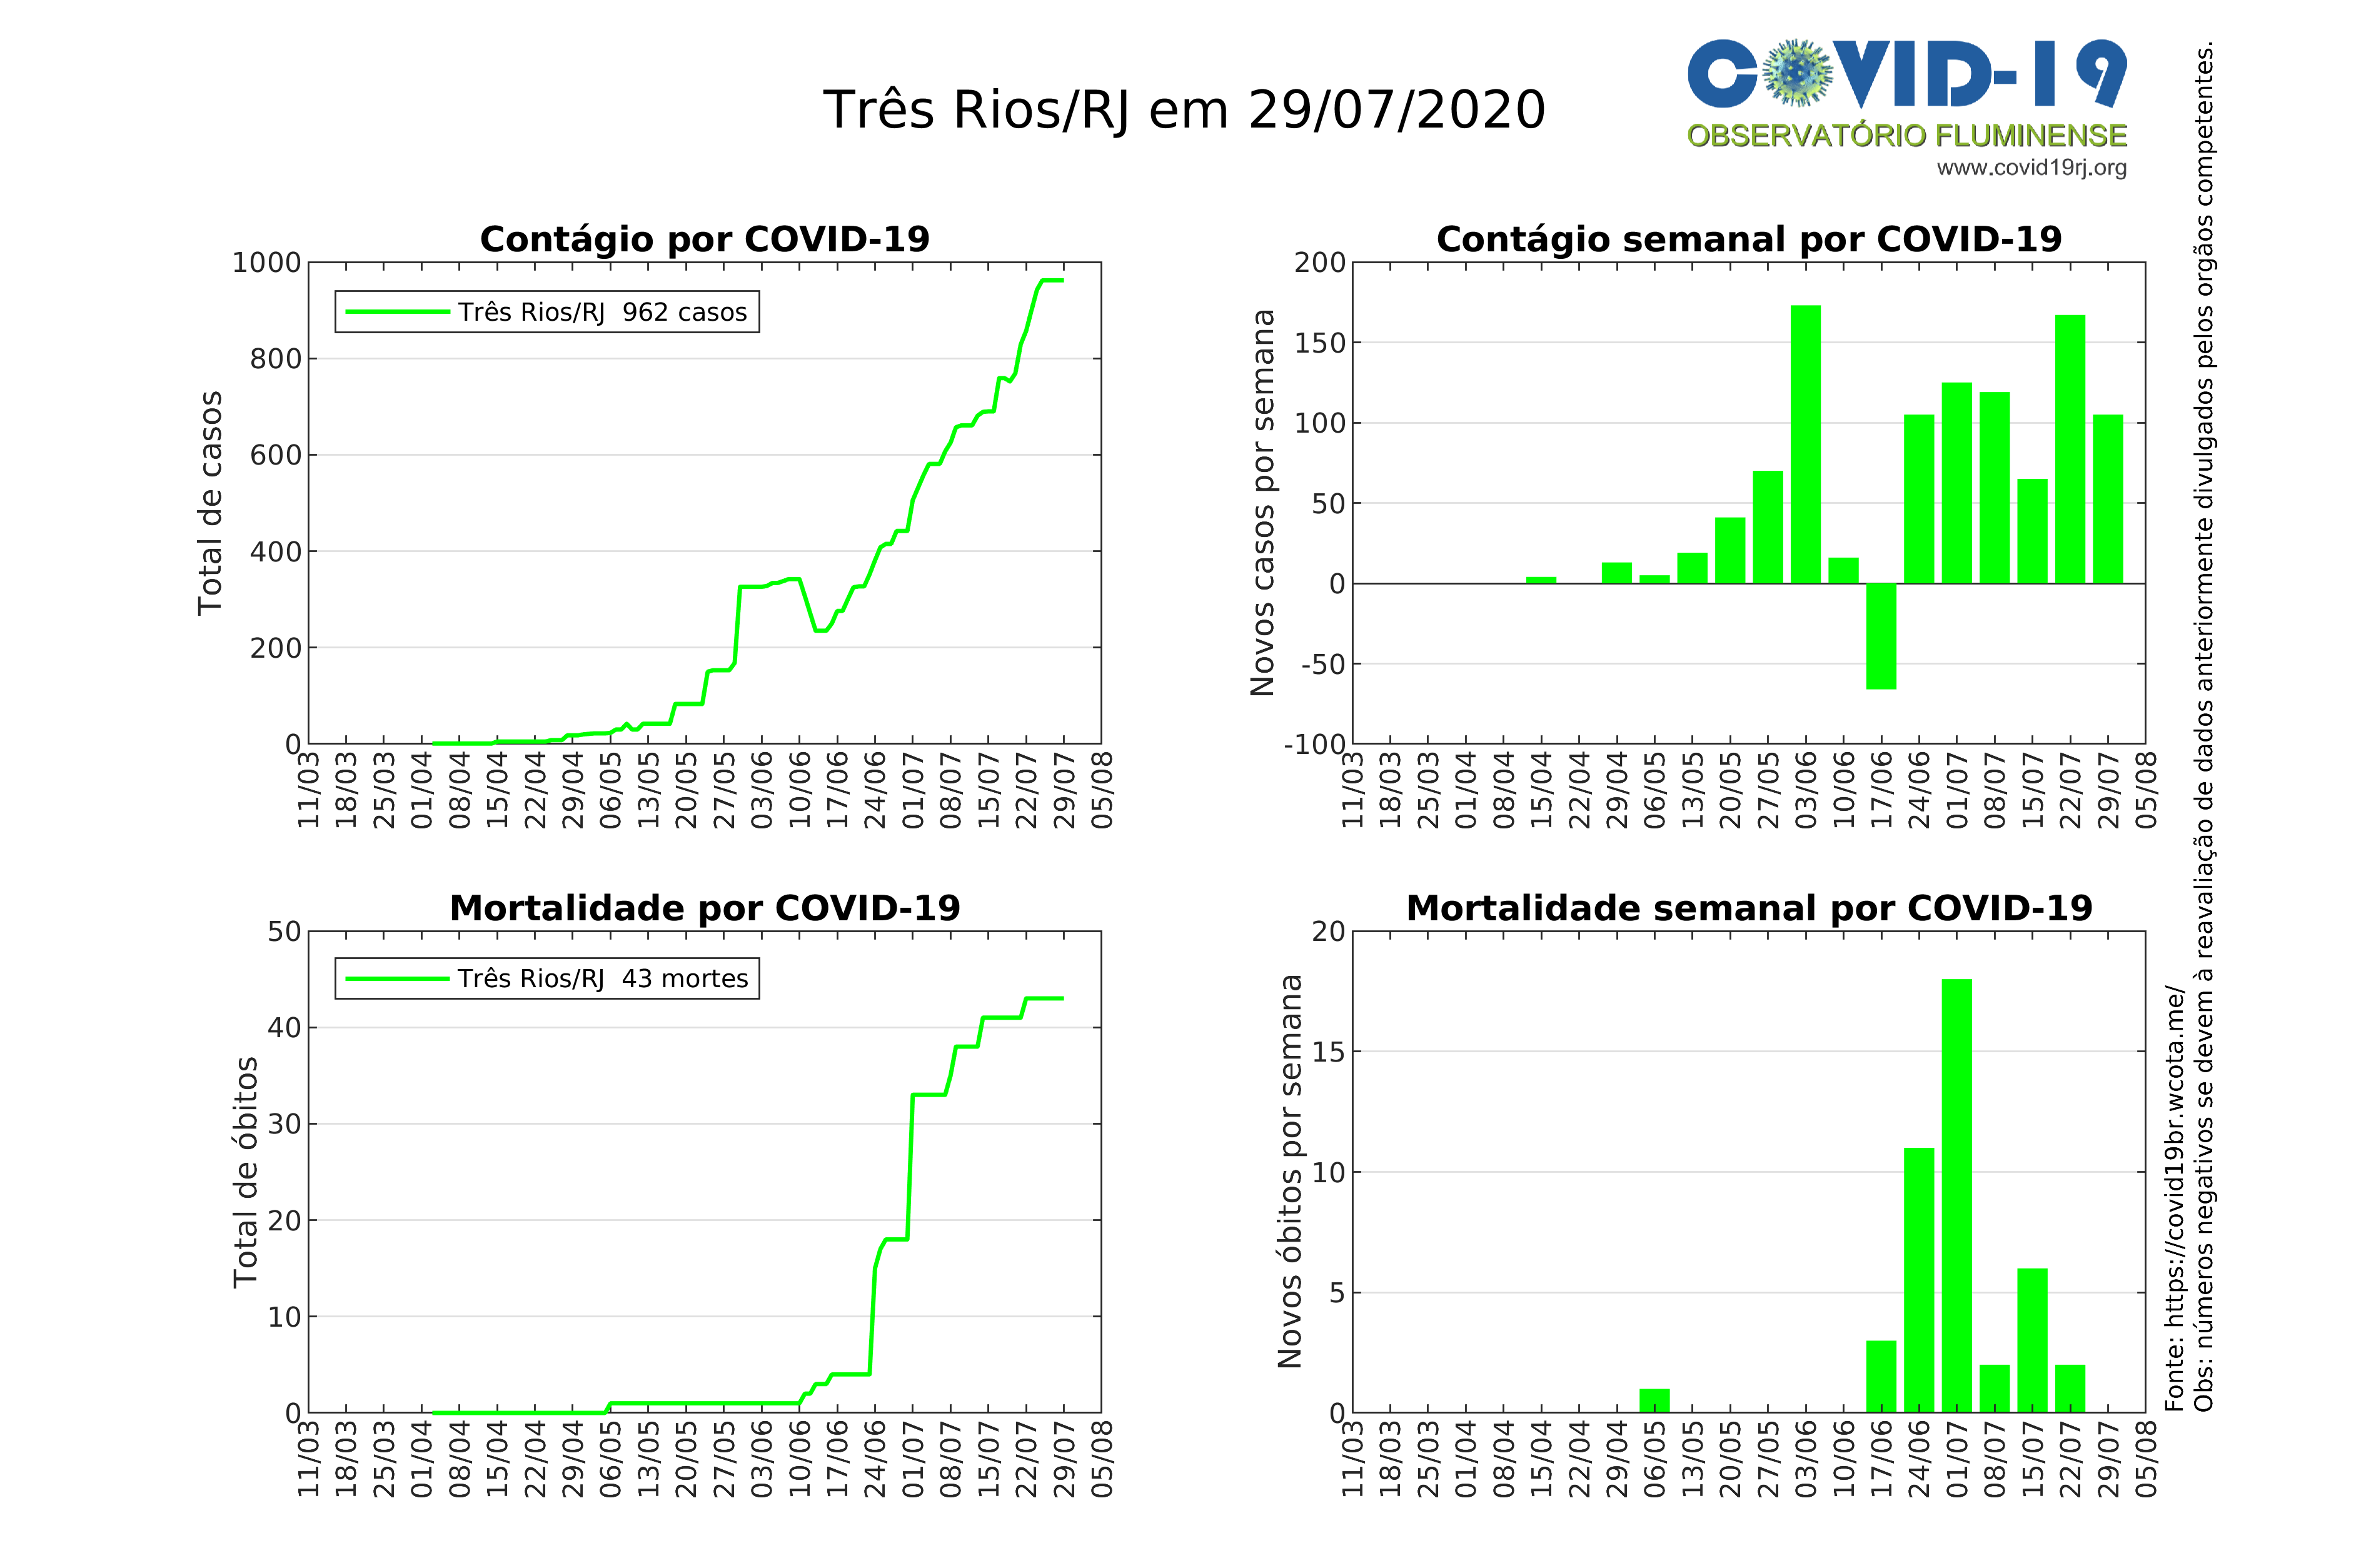 Três Rios/RJ em 29/07/2020
COVID-19
OBSERVATÓRIO FLUMINENSE
www.covid19rj.org
Contágio por COVID-19
Total de casos
1000
800
600
400
200
0
Três Rios/RJ  962 casos
11/03 18/03 25/03 01/04 08/04 15/04 22/04 29/04 06/05 13/05 20/05 27/05 03/06 10/06 17/06 24/06 01/07 08/07 15/07 22/07 29/07 05/08
Contágio semanal por COVID-19
Novos casos por semana
200
150
100
50
0
-50
-100
11/03 18/03 25/03 01/04 08/04 15/04 22/04 29/04 06/05 13/05 20/05 27/05 03/06 10/06 17/06 24/06 01/07 08/07 15/07 22/07 29/07 05/08
Mortalidade por COVID-19
Total de óbitos
50
40
30
20
10
0
Três Rios/RJ  43 mortes
11/03 18/03 25/03 01/04 08/04 15/04 22/04 29/04 06/05 13/05 20/05 27/05 03/06 10/06 17/06 24/06 01/07 08/07 15/07 22/07 29/07 05/08
Mortalidade semanal por COVID-19
Novos óbitos por semana
20
15
10
5
0
11/03 18/03 25/03 01/04 08/04 15/04 22/04 29/04 06/05 13/05 20/05 27/05 03/06 10/06 17/06 24/06 01/07 08/07 15/07 22/07 29/07 05/08
Fonte: https://covid19br.wcota.me/
Obs: números negativos se devem à reavaliação de dados anteriormente divulgados pelos orgãos competentes.